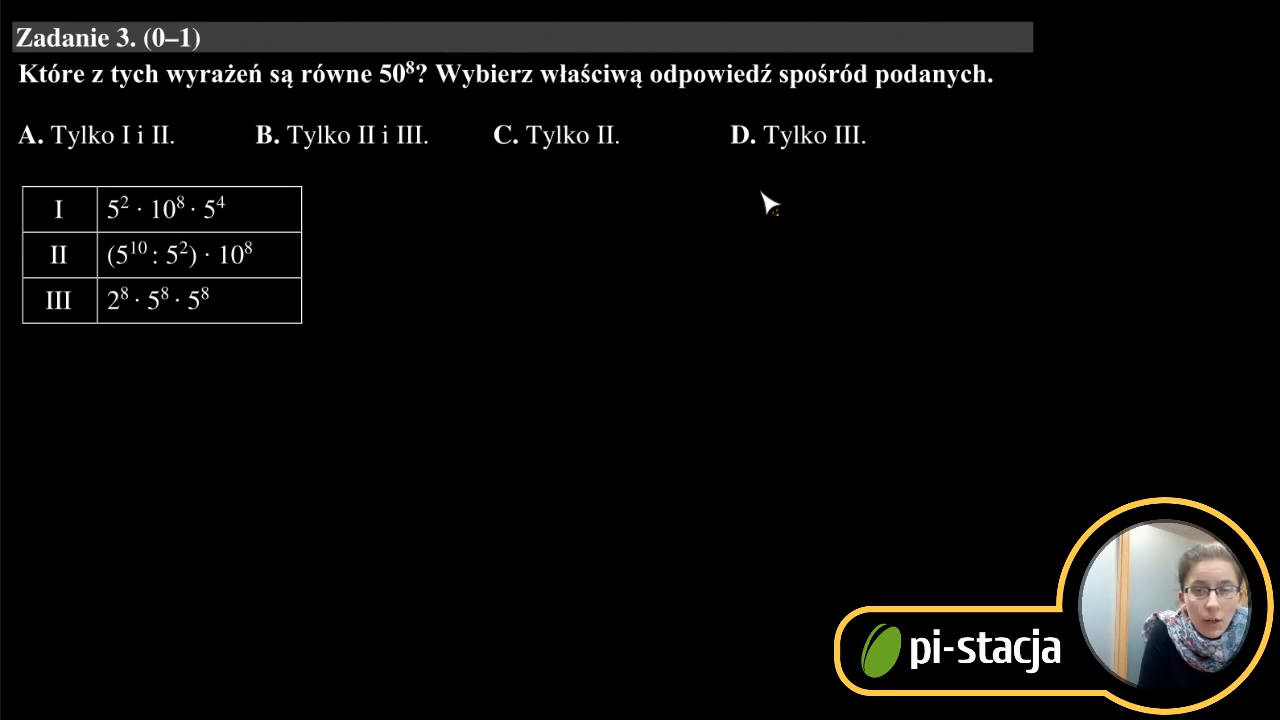 Zadanie 3. (0–1)
Które z tych wyrażeń są równe 50⁸? Wybierz właściwą odpowiedź spośród podanych.
A. Tylko I i II. B. Tylko II i III. C. Tylko II. D. Tylko III.
I 5² · 10⁸ · 5⁴
II (5¹⁰ : 5²) · 10⁸
III 2⁸ · 5⁸ · 5⁸
pi-stacja